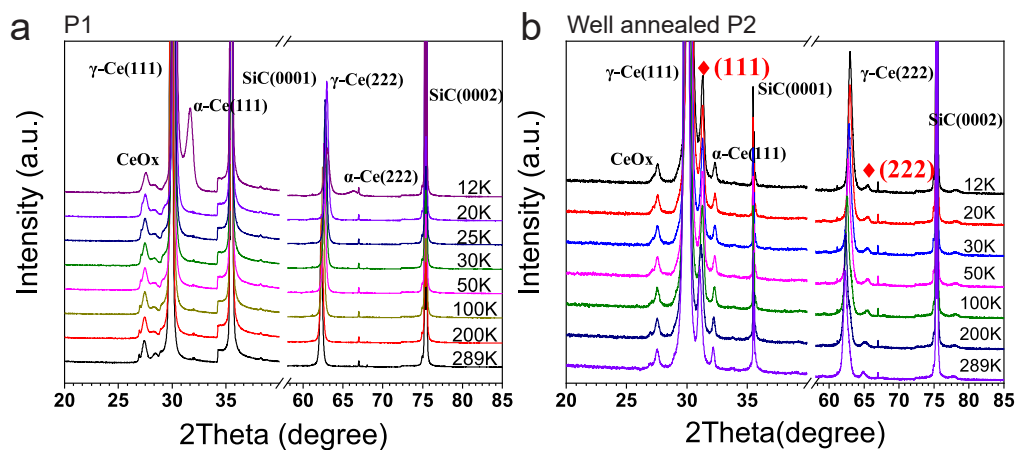 a P1
Intensity (a.u.)
γ-Ce(111)
SiC(0001) γ-Ce(222)
SiC(0002)
α-Ce(111)
CeOx
α-Ce(222)
12K
20K
25K
30K
50K
100K
200K
289K
20 25 30 35 60 65 70 75 80 85
2Theta (degree)
b Well annealed P2
Intensity (a.u.)
γ-Ce(111)
♦(111)
SiC(0001)
γ-Ce(222)
SiC(0002)
CeOx
α-Ce(111)
♦(222)
12K
20K
30K
50K
100K
200K
289K
20 25 30 35 60 65 70 75 80 85
2Theta(degree)